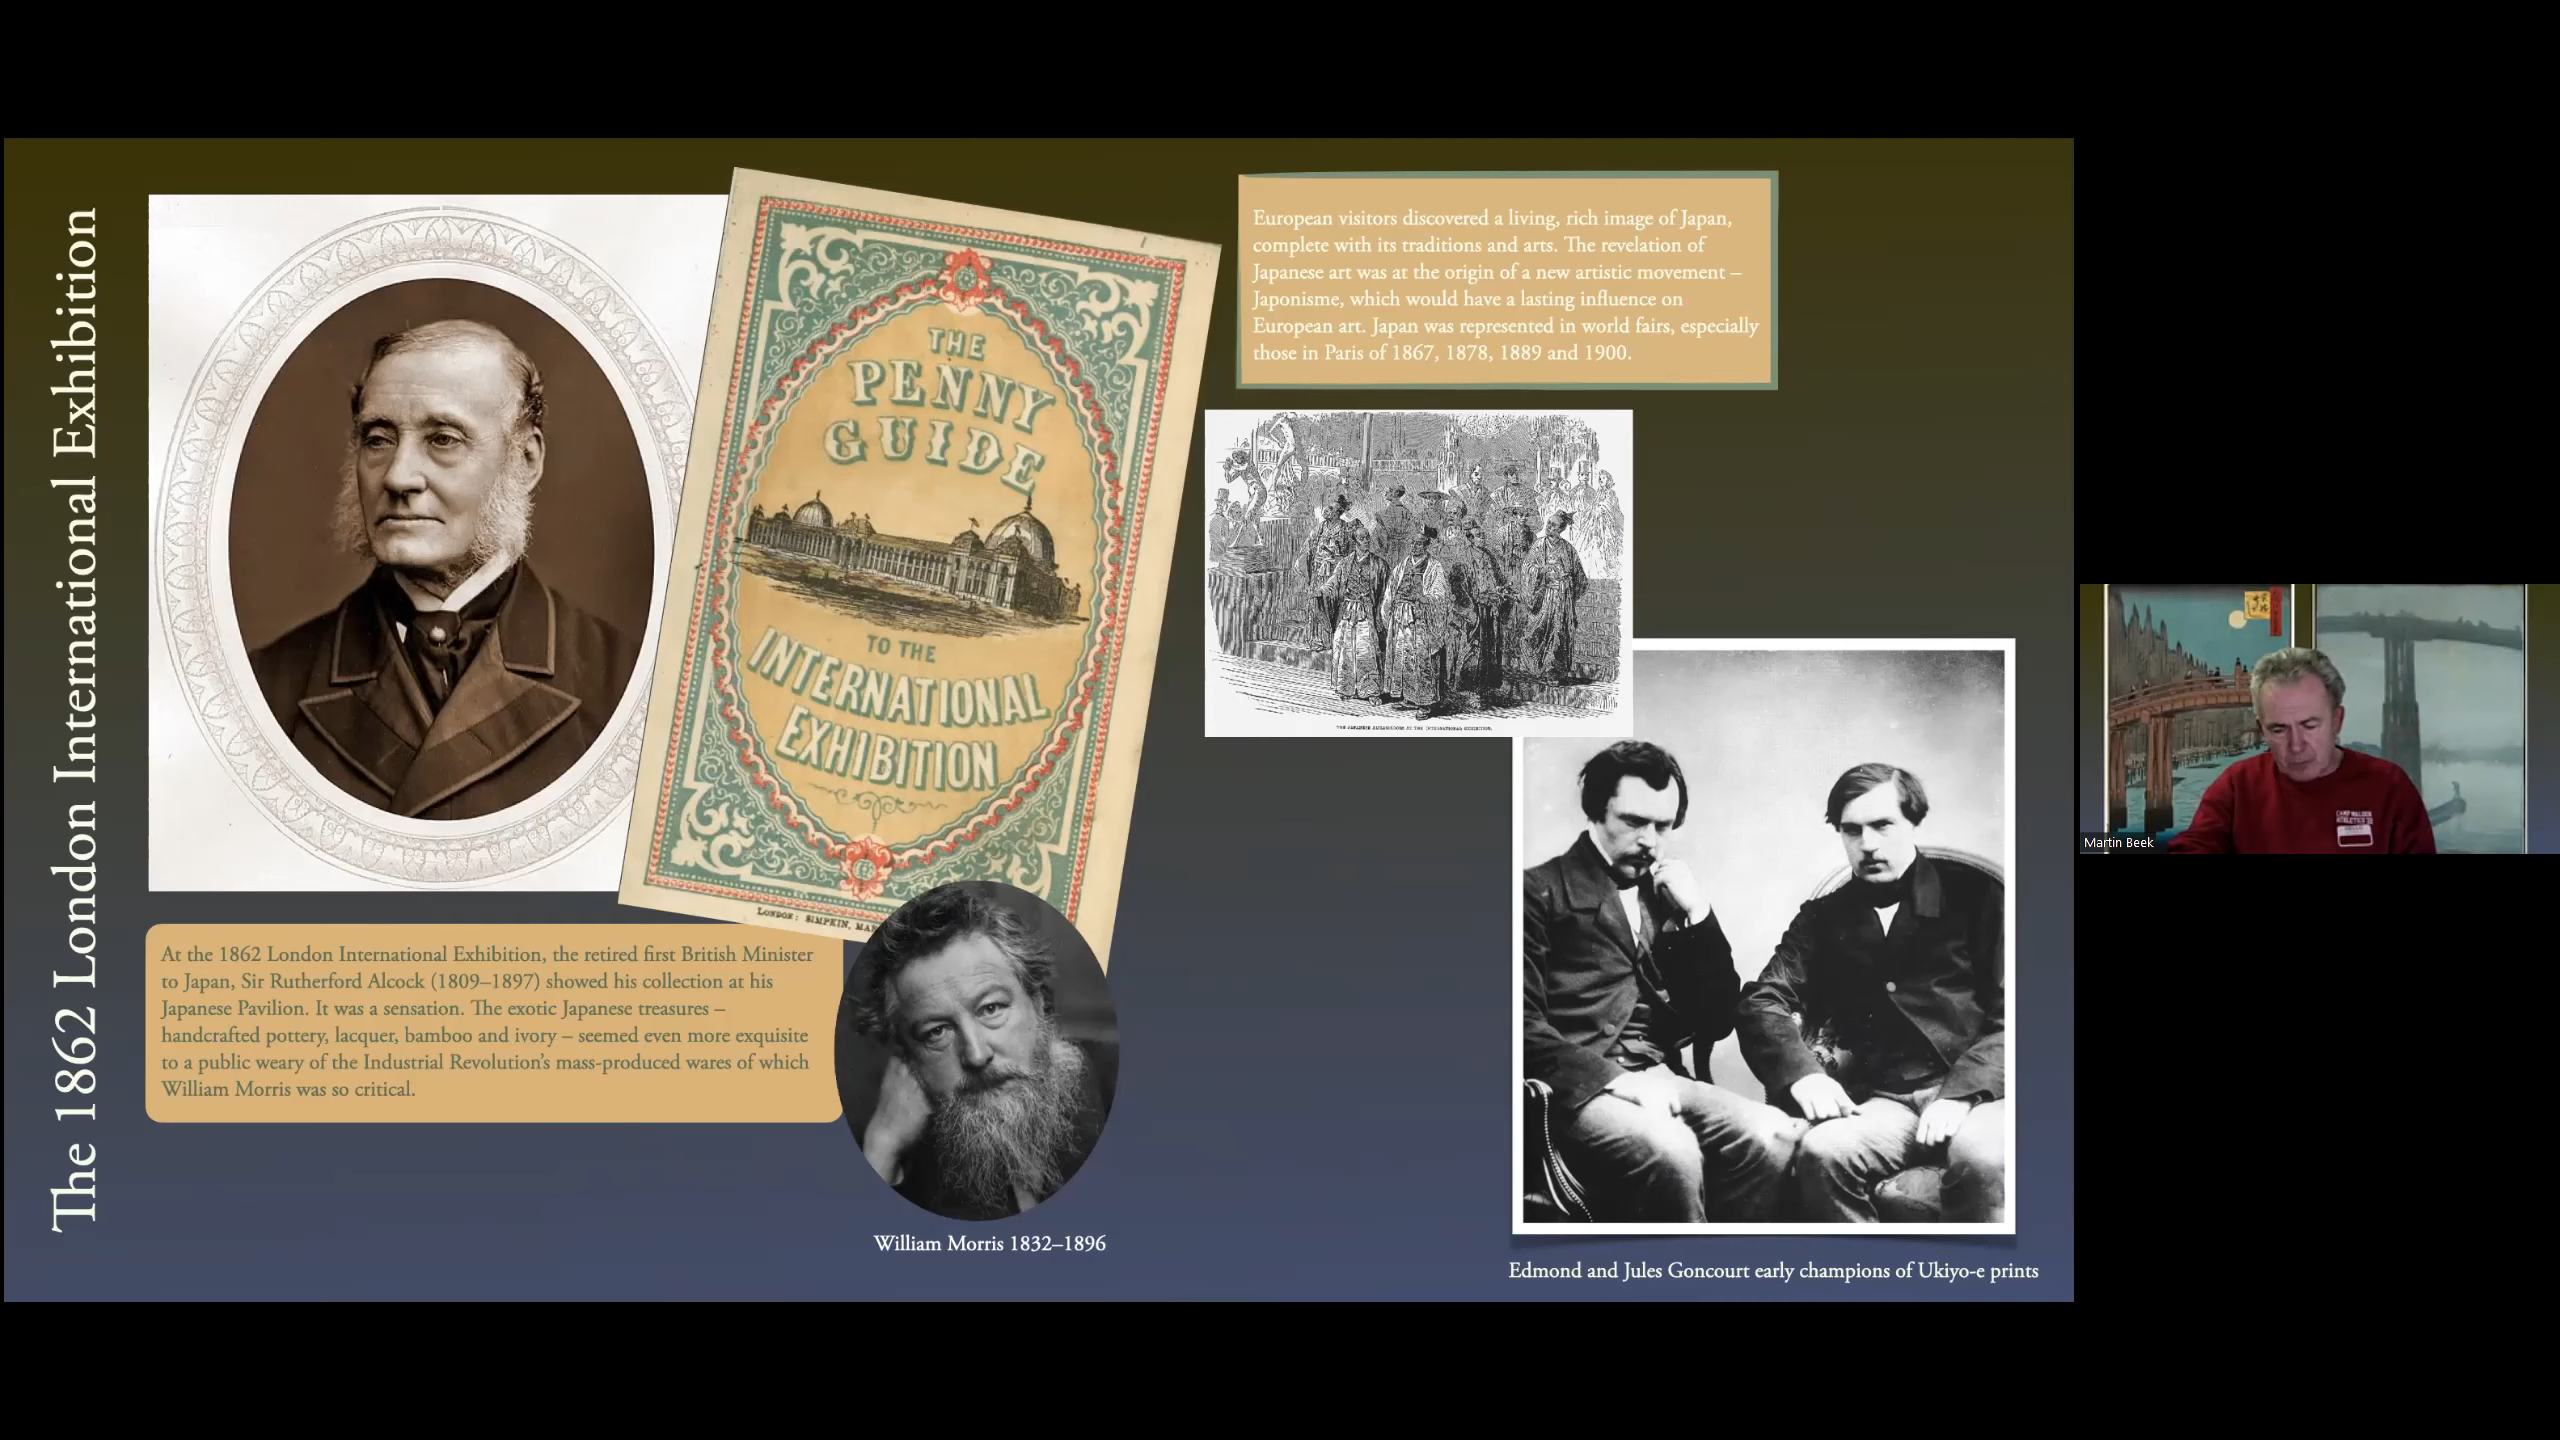 The 1862 London International Exhibition
THE
PENNY
GUIDE
TO THE
INTERNATIONAL
EXHIBITION
LONDON: SIMPKIN, MAR
European visitors discovered a living, rich image of Japan,
complete with its traditions and arts. The revelation of
Japanese art was at the origin of a new artistic movement –
Japonisme, which would have a lasting influence on
European art. Japan was represented in world fairs, especially
those in Paris of 1867, 1878, 1889 and 1900.
THE JAPANESE AMBASSADORS AT THE INTERNATIONAL EXHIBITION.
At the 1862 London International Exhibition, the retired first British Minister
to Japan, Sir Rutherford Alcock (1809–1897) showed his collection at his
Japanese Pavilion. It was a sensation. The exotic Japanese treasures –
handcrafted pottery, lacquer, bamboo and ivory – seemed even more exquisite
to a public weary of the Industrial Revolution’s mass-produced wares of which
William Morris was so critical.
William Morris 1832–1896
Edmond and Jules Goncourt early champions of Ukiyo-e prints
Martin Beek